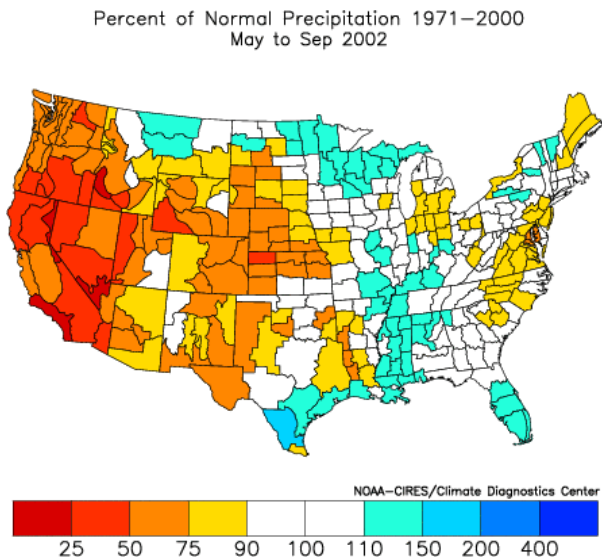 Percent of Normal Precipitation 1971-2000
May to Sep 2002
NOAA-CIRES/Climate Diagnostics Center
25 50 75 90 100 110 150 200 400